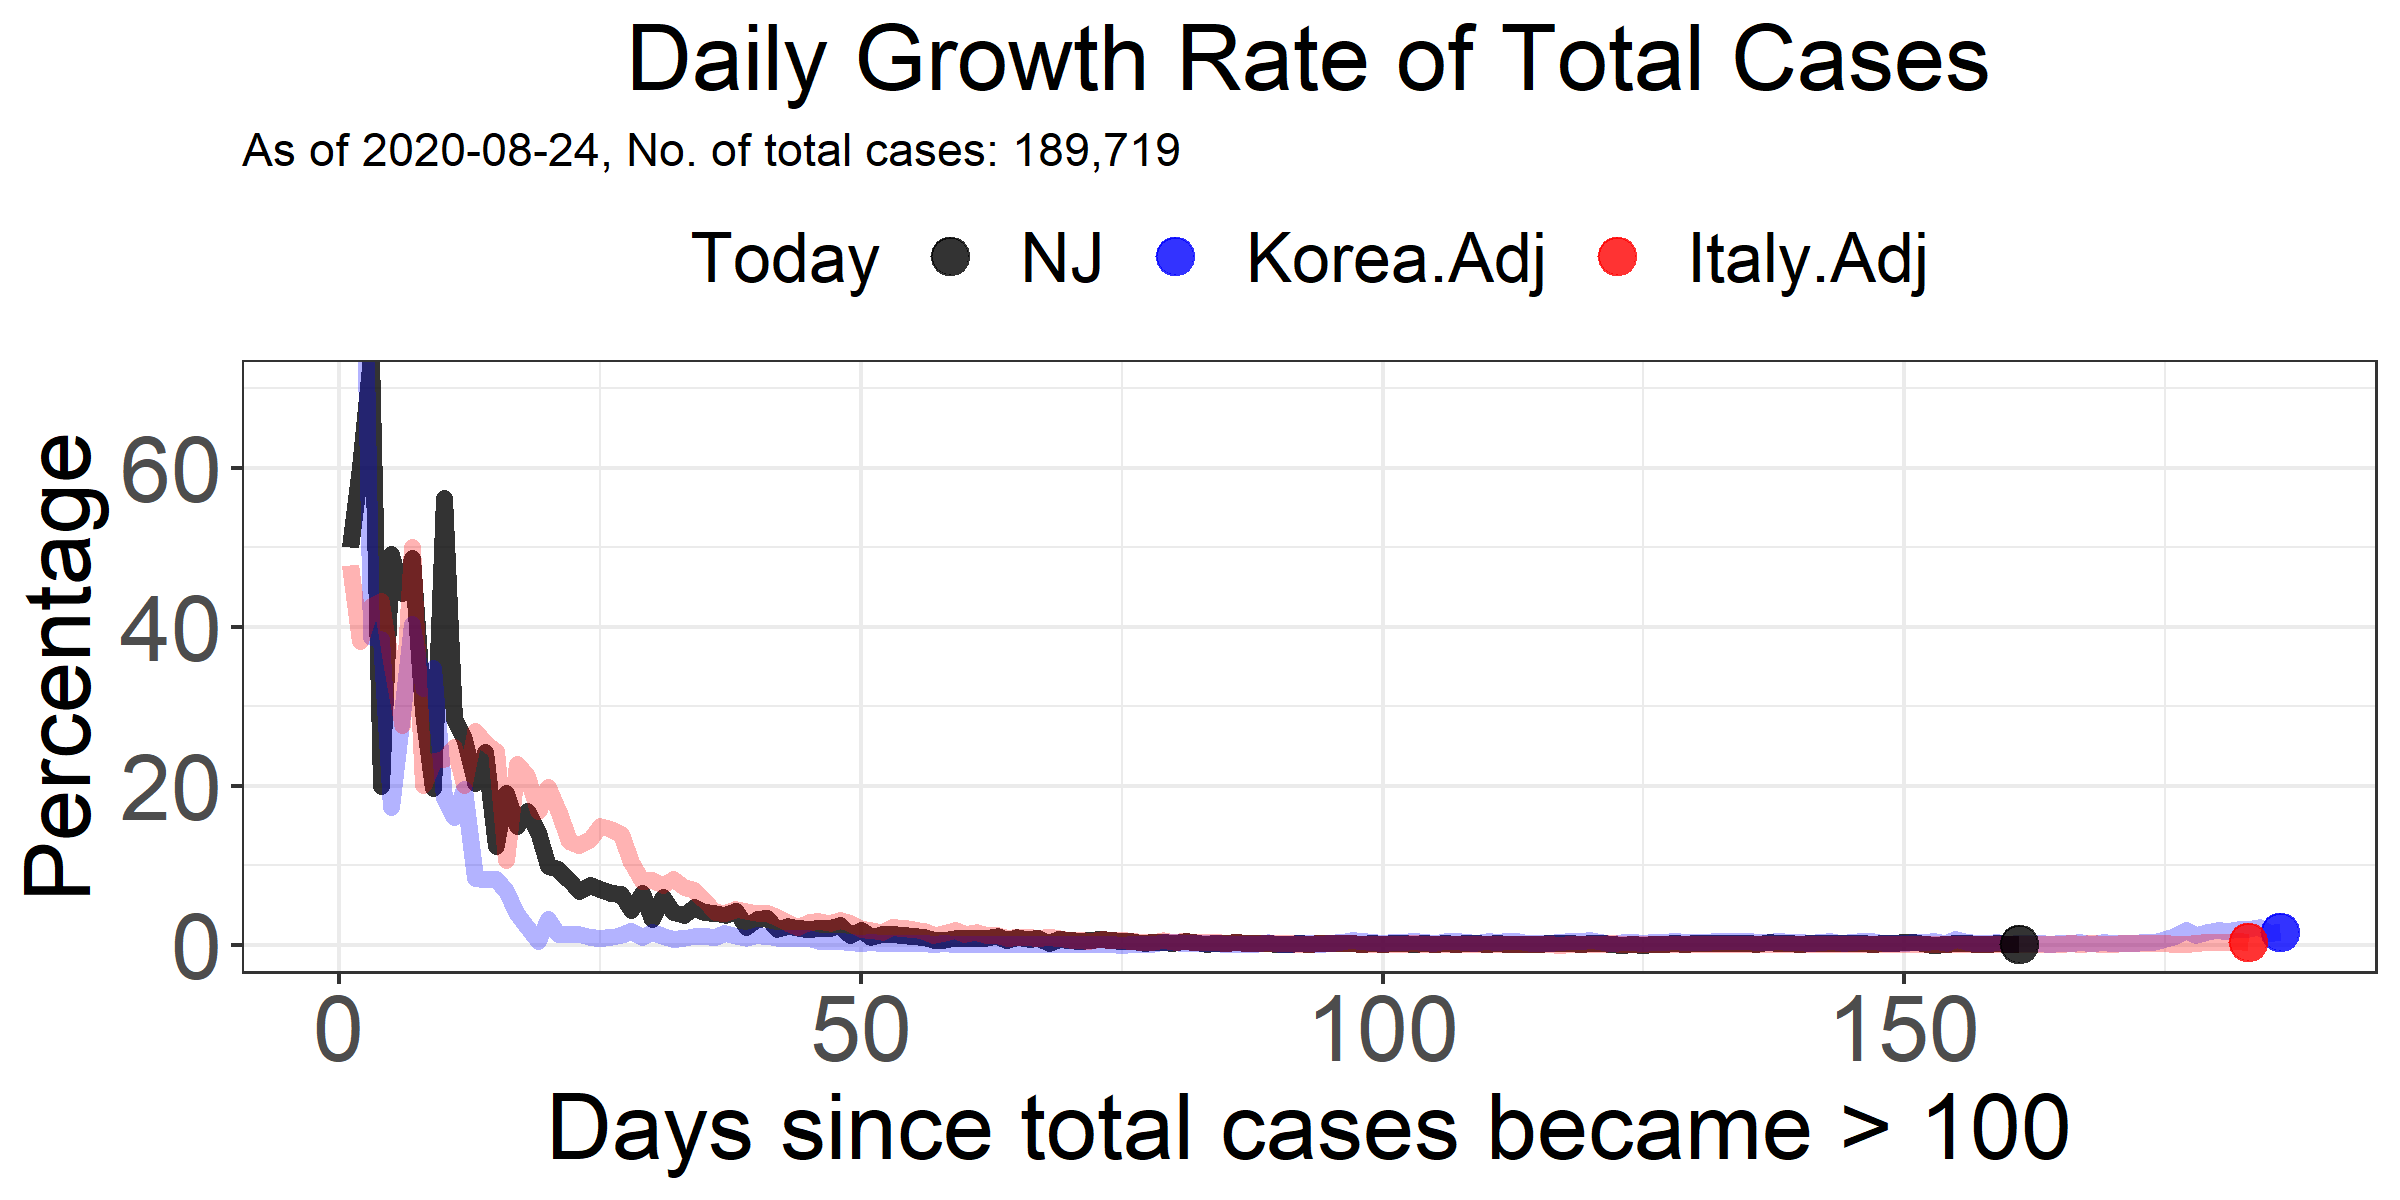 Daily Growth Rate of Total Cases
As of 2020-08-24, No. of total cases: 189,719
Today NJ Korea.Adj Italy.Adj
Percentage
60
40
20
0
0 50 100 150
Days since total cases became > 100